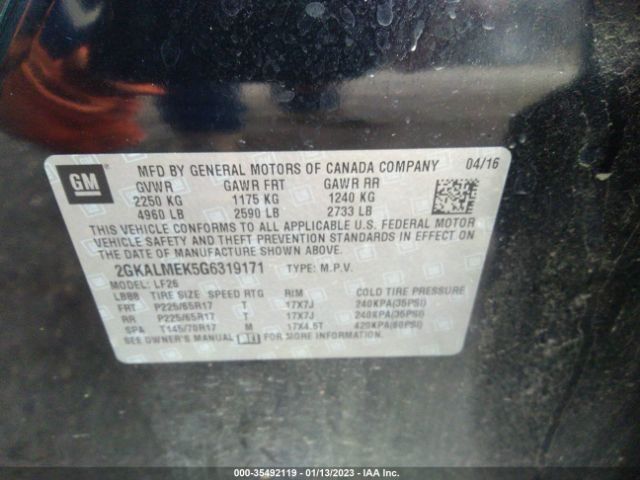 GM
MFD BY GENERAL MOTORS OF CANADA COMPANY 04/16
GVWR GAWR FRT GAWR RR
2250 KG 1175 KG 1240 KG
4960 LB 2590 LB 2733 LB
THIS VEHICLE CONFORMS TO ALL APPLICABLE U.S. FEDERAL MOTOR
VEHICLE SAFETY AND THEFT PREVENTION STANDARDS IN EFFECT ON
THE DATE OF MANUFACTURE SHOWN ABOVE.
2GKALMEK5G6319171 TYPE: M.P.V.
MODEL: LF26
LB88 TIRE SIZE SPEED RTG RIM COLD TIRE PRESSURE
FRT P225/65R17 T 17X7J 240KPA(35PSI)
RR P225/65R17 T 17X7J 240KPA(35PSI)
SPA T145/70R17 M 17X4.5T 420KPA(60PSI)
SEE OWNER'S MANUAL FOR MORE INFORMATION.
000-35492119 - 01/13/2023 - IAA Inc.